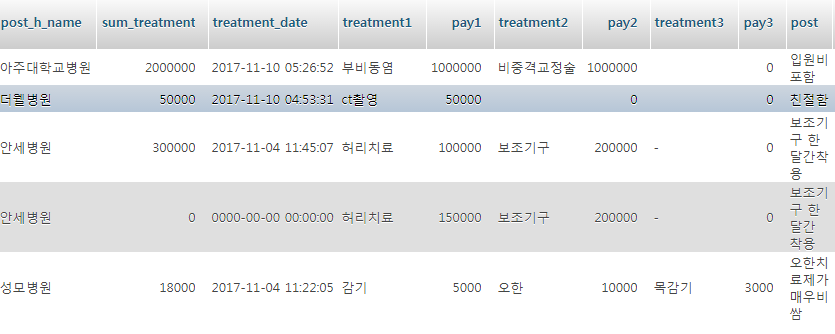 post_h_name sum_treatment treatment_date treatment1 pay1 treatment2 pay2 treatment3 pay3 post
아주대학교병원 2000000 2017-11-10 05:26:52 부비동염 1000000 비중격교정술 1000000 0 입원비
포함
더웰병원 50000 2017-11-10 04:53:31 ct촬영 50000 0 0 친절함
안세병원 300000 2017-11-04 11:45:07 허리치료 100000 보조기구 200000 - 0 보조기
구 한
달간착
용
안세병원 0 0000-00-00 00:00:00 허리치료 150000 보조기구 200000 - 0 보조기
구 한
달간
착용
성모병원 18000 2017-11-04 11:22:05 감기 5000 오한 10000 목감기 3000 오한치
료제가
매우비
쌈